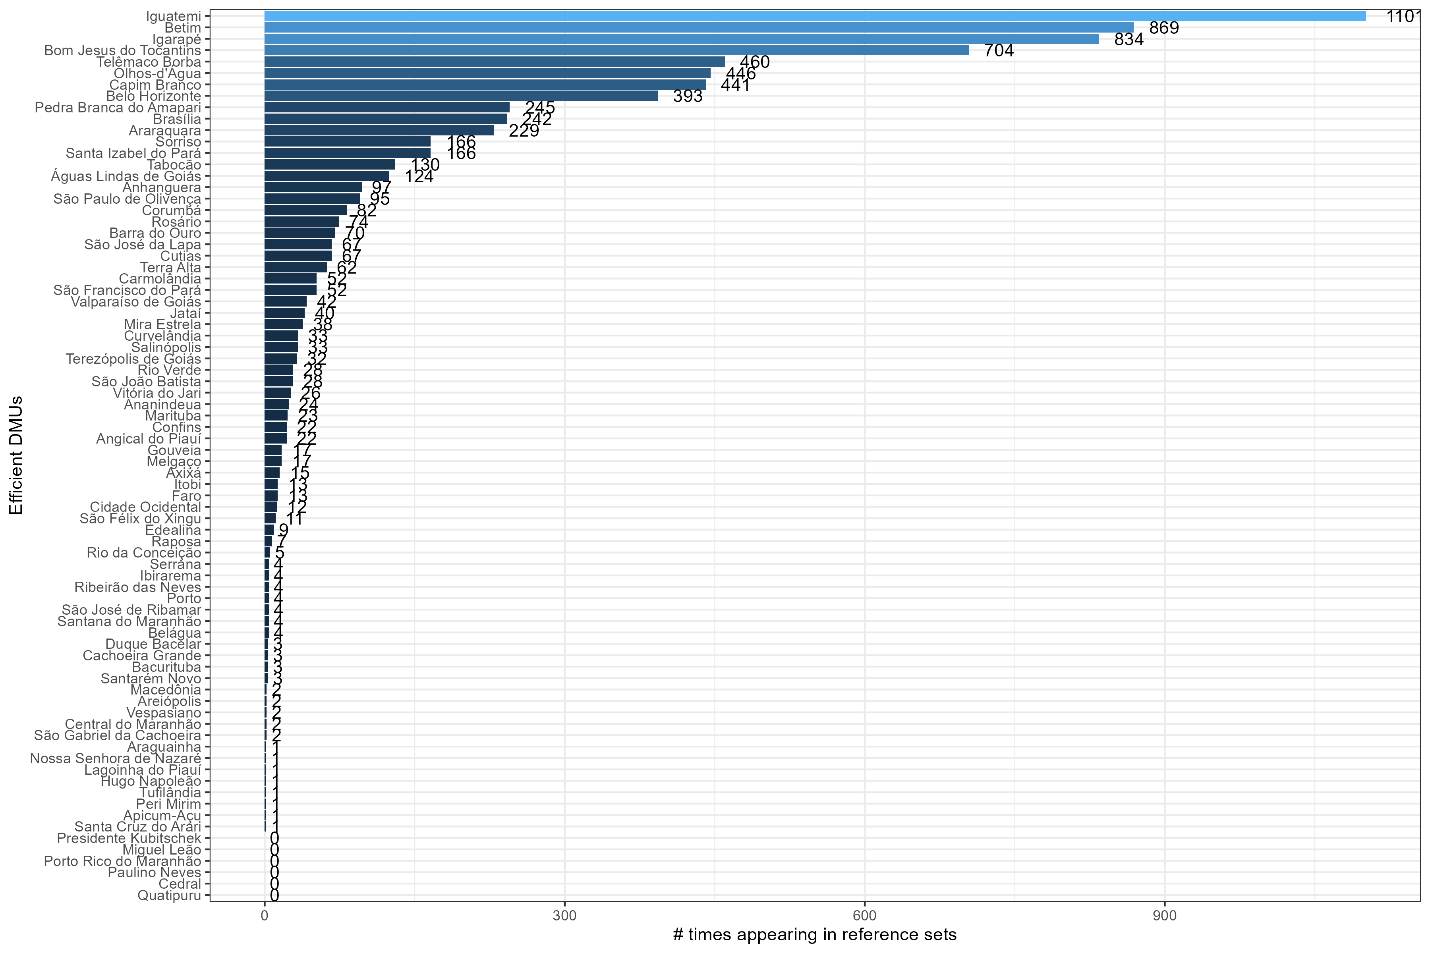 Iguatemi 1101
Betim 869
Igarapé 834
Bom Jesus do Tocantins 704
Telêmaco Borba 460
Olhos-d'Água 446
Capim Branco 441
Belo Horizonte 393
Pedra Branca do Amapari 245
Brasília 242
Araraquara 229
Sorriso 166
Santa Izabel do Pará 166
Tabocão 130
Águas Lindas de Goiás 124
Anhanguera 97
São Paulo de Olivença 95
Corumbá 82
Rosário 74
Barra do Ouro 70
São José da Lapa 67
Cutias 67
Terra Alta 62
Carmolândia 52
São Francisco do Pará 52
Valparaíso de Goiás 42
Jataí 40
Mira Estrela 38
Curvelândia 33
Salinópolis 33
Terezópolis de Goiás 32
Rio Verde 28
São João Batista 28
Vitória do Jari 26
Ananindeua 24
Marituba 23
Confins 22
Angical do Piauí 22
Gouveia 17
Melgaço 17
Axixá 15
Itobi 13
Faro 13
Cidade Ocidental 12
São Félix do Xingu 11
Edealina 9
Raposa 7
Rio da Conceição 5
Serrana 4
Ibirarema 4
Ribeirão das Neves 4
Porto 4
São José de Ribamar 4
Santana do Maranhão 4
Belágua 4
Duque Bacelar 3
Cachoeira Grande 3
Bacurituba 3
Santarém Novo 3
Macedônia 2
Areiópolis 2
Vespasiano 2
Central do Maranhão 2
São Gabriel da Cachoeira 2
Araguainha 1
Nossa Senhora de Nazaré 1
Lagoinha do Piauí 1
Hugo Napoleão 1
Tufilândia 1
Peri Mirim 1
Apicum-Açu 1
Santa Cruz do Arari 1
Presidente Kubitschek 0
Miguel Leão 0
Porto Rico do Maranhão 0
Paulino Neves 0
Cedral 0
Quatipuru 0
0 300 600 900
# times appearing in reference sets
Efficient DMUs